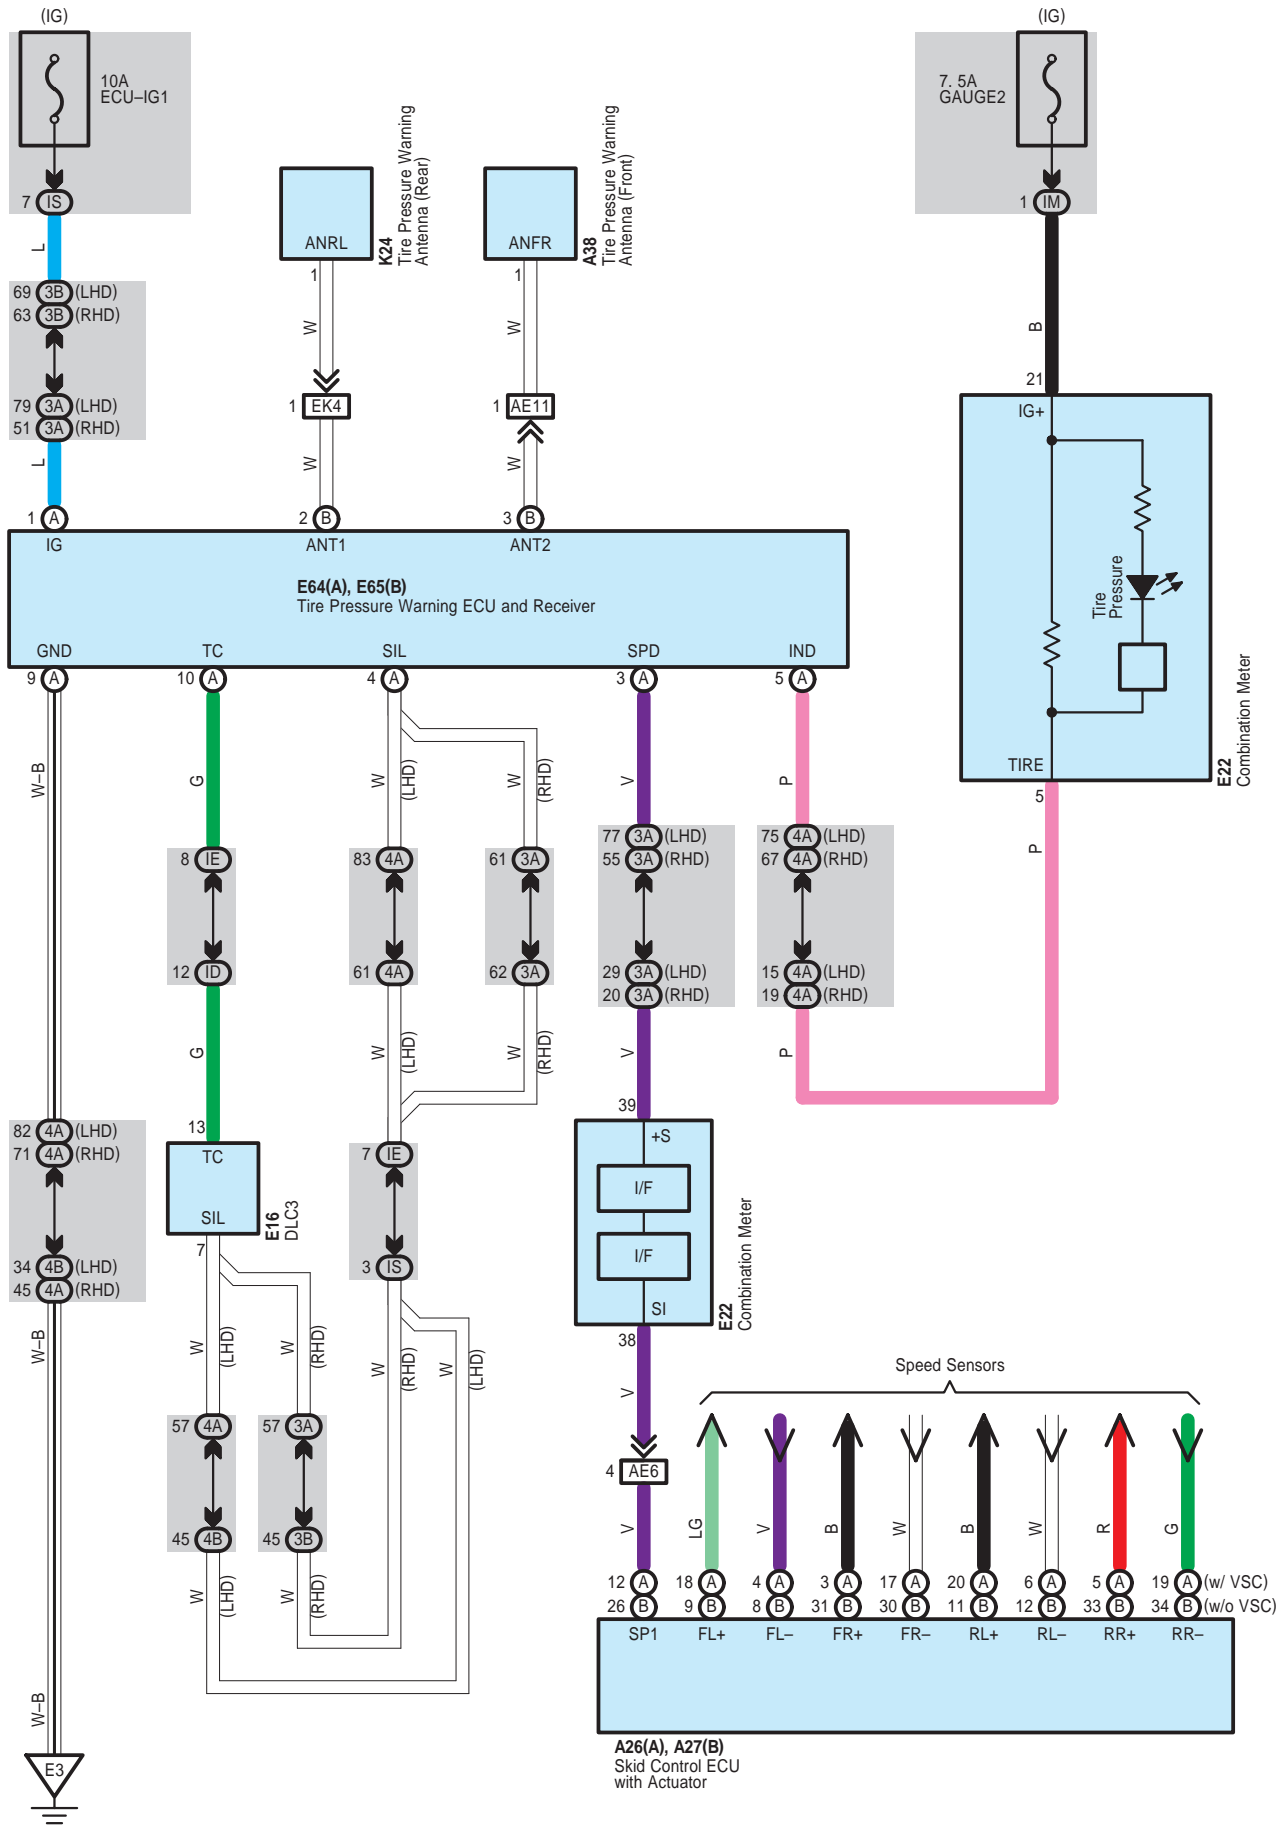 (IG)
(IG)
10A
ECU–IG1
7. 5A
GAUGE2
7 IS
1 IM
L
B
ANRL
K24
Tire Pressure Warning
Antenna (Rear)
ANFR
A38
Tire Pressure Warning
Antenna (Front)
1
1
W
W
69 3B (LHD)
63 3B (RHD)
79 3A (LHD)
51 3A (RHD)
1 EK4
1 AE11
L
W
W
21
IG+
Tire
Pressure
TIRE
E22
Combination Meter
5
P
1 A
2 B
3 B
IG
ANT1
ANT2
E64(A), E65(B)
Tire Pressure Warning ECU and Receiver
GND
TC
SIL
SPD
IND
9 A
10 A
4 A
3 A
5 A
W–B
G
W
(LHD)
W
(RHD)
V
P
77 3A (LHD)
55 3A (RHD)
75 4A (LHD)
67 4A (RHD)
8 IE
83 4A
61 3A
12 ID
61 4A
62 3A
29 3A (LHD)
20 3A (RHD)
15 4A (LHD)
19 4A (RHD)
G
W
(LHD)
W
(RHD)
V
P
82 4A (LHD)
71 4A (RHD)
34 4B (LHD)
45 4A (RHD)
13
TC
SIL
E16
DLC3
7
7 IE
3 IS
39
+S
I/F
I/F
SI
E22
Combination Meter
38
W–B
W
(LHD)
W
(RHD)
W
(RHD)
W
(LHD)
V
Speed Sensors
57 4A
57 3A
45 4B
45 3B
4 AE6
W
(LHD)
W
(RHD)
V
LG
V
B
W
B
W
R
G
12 A
18 A
4 A
3 A
17 A
20 A
6 A
5 A
19 A (w/ VSC)
26 B
9 B
8 B
31 B
30 B
11 B
12 B
33 B
34 B (w/o VSC)
SP1
FL+
FL–
FR+
FR–
RL+
RL–
RR+
RR–
A26(A), A27(B)
Skid Control ECU
with Actuator
W–B
E3